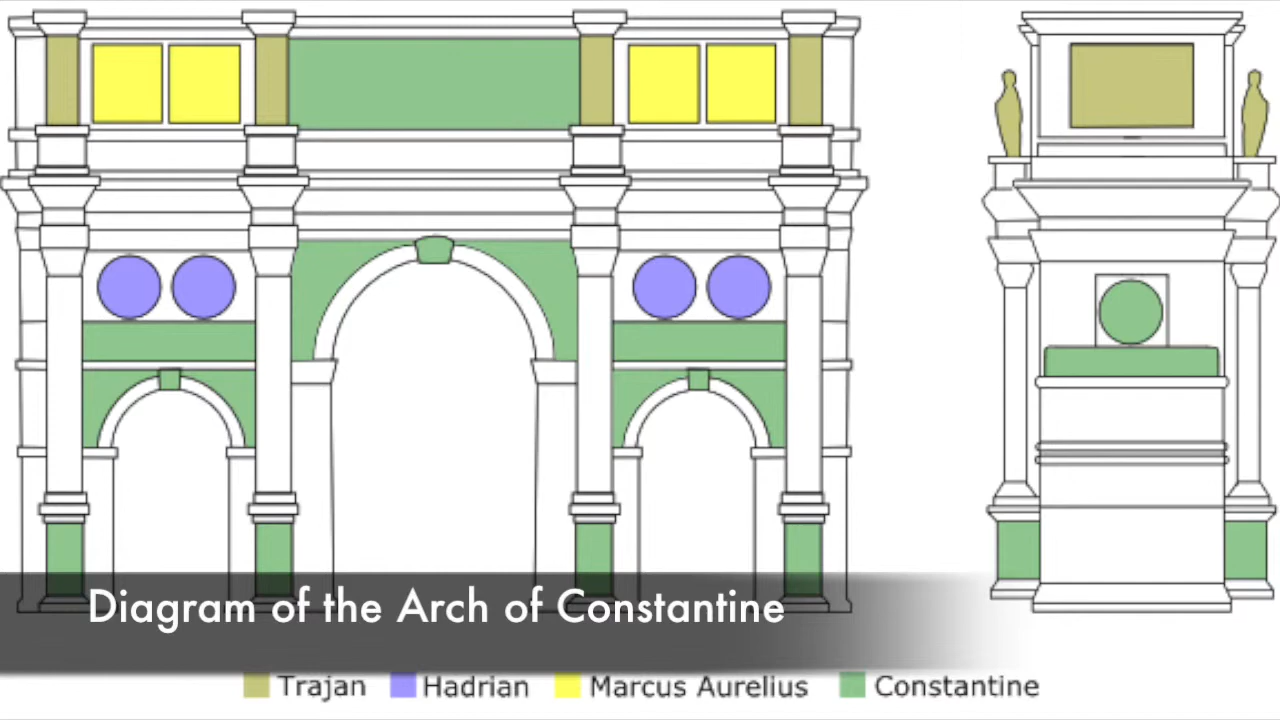 Diagram of the Arch of Constantine
Trajan Hadrian Marcus Aurelius Constantine